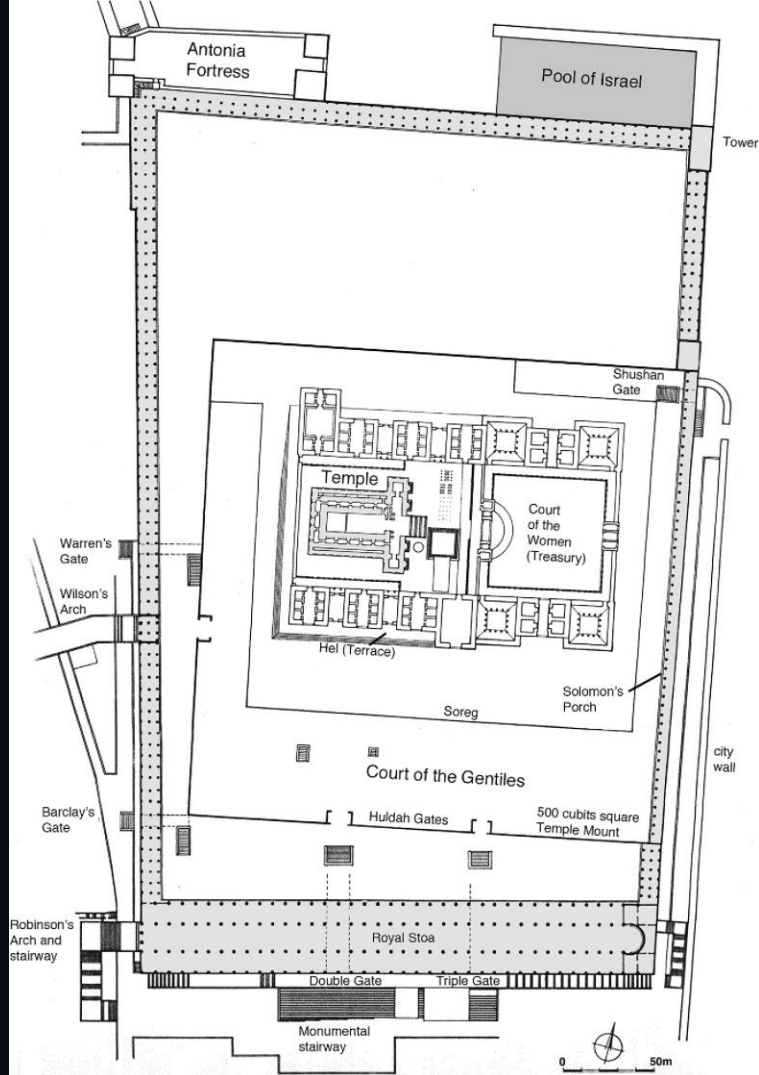 Antonia
Fortress
Pool of Israel
Tower
Shushan
Gate
Temple
Court
of the
Women
(Treasury)
Warren's
Gate
Wilson's
Arch
Hel (Terrace)
Solomon's
Porch
Soreg
city
wall
Court of the Gentiles
Barclay's
Gate
Huldah Gates
500 cubits square
Temple Mount
Robinson's
Arch and
stairway
Royal Stoa
Double Gate
Triple Gate
Monumental
stairway
0
50m